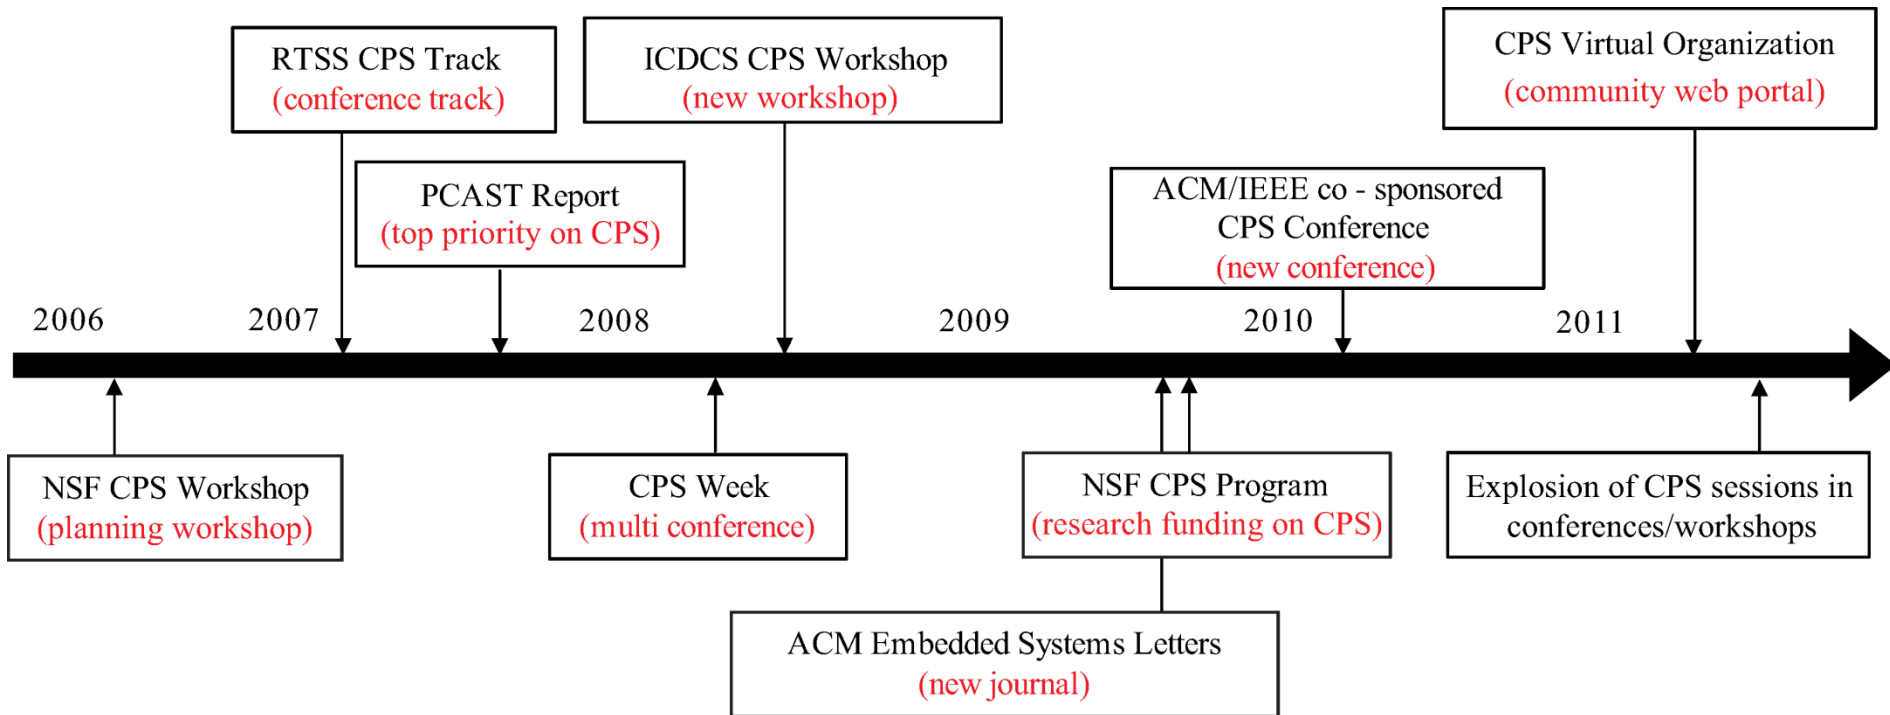 RTSS CPS Track
(conference track)
ICDCS CPS Workshop
(new workshop)
CPS Virtual Organization
(community web portal)
PCAST Report
(top priority on CPS)
ACM/IEEE co - sponsored
CPS Conference
(new conference)
2006
2007
2008
2009
2010
2011
NSF CPS Workshop
(planning workshop)
CPS Week
(multi conference)
NSF CPS Program
(research funding on CPS)
Explosion of CPS sessions in
conferences/workshops
ACM Embedded Systems Letters
(new journal)